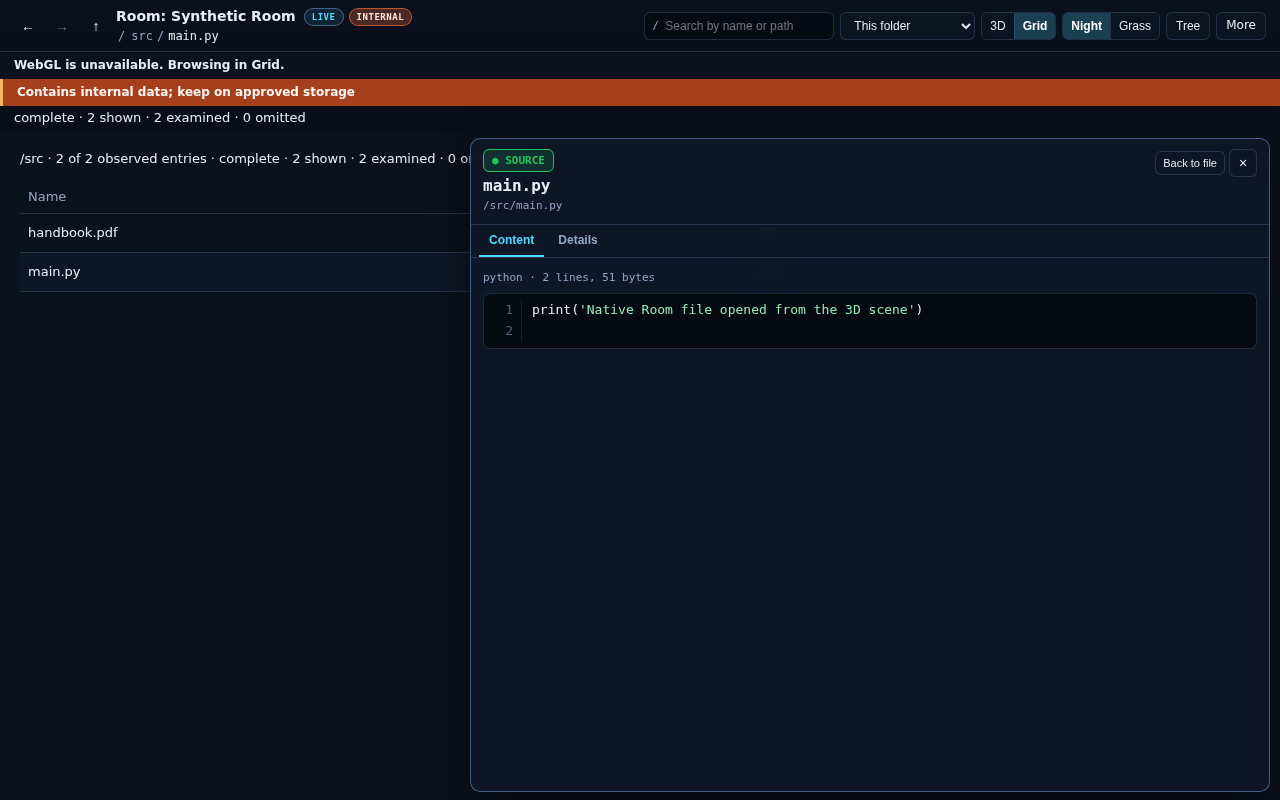 ← → ↑ Room: Synthetic Room LIVE INTERNAL
/ src / main.py
/ Search by name or path This folder 3D Grid Night Grass Tree More
WebGL is unavailable. Browsing in Grid.
Contains internal data; keep on approved storage
complete · 2 shown · 2 examined · 0 omitted
/src · 2 of 2 observed entries · complete · 2 shown · 2 examined · 0
Name
handbook.pdf
main.py
● SOURCE
Back to file ×
main.py
/src/main.py
Content Details
python · 2 lines, 51 bytes
1 print('Native Room file opened from the 3D scene')
2